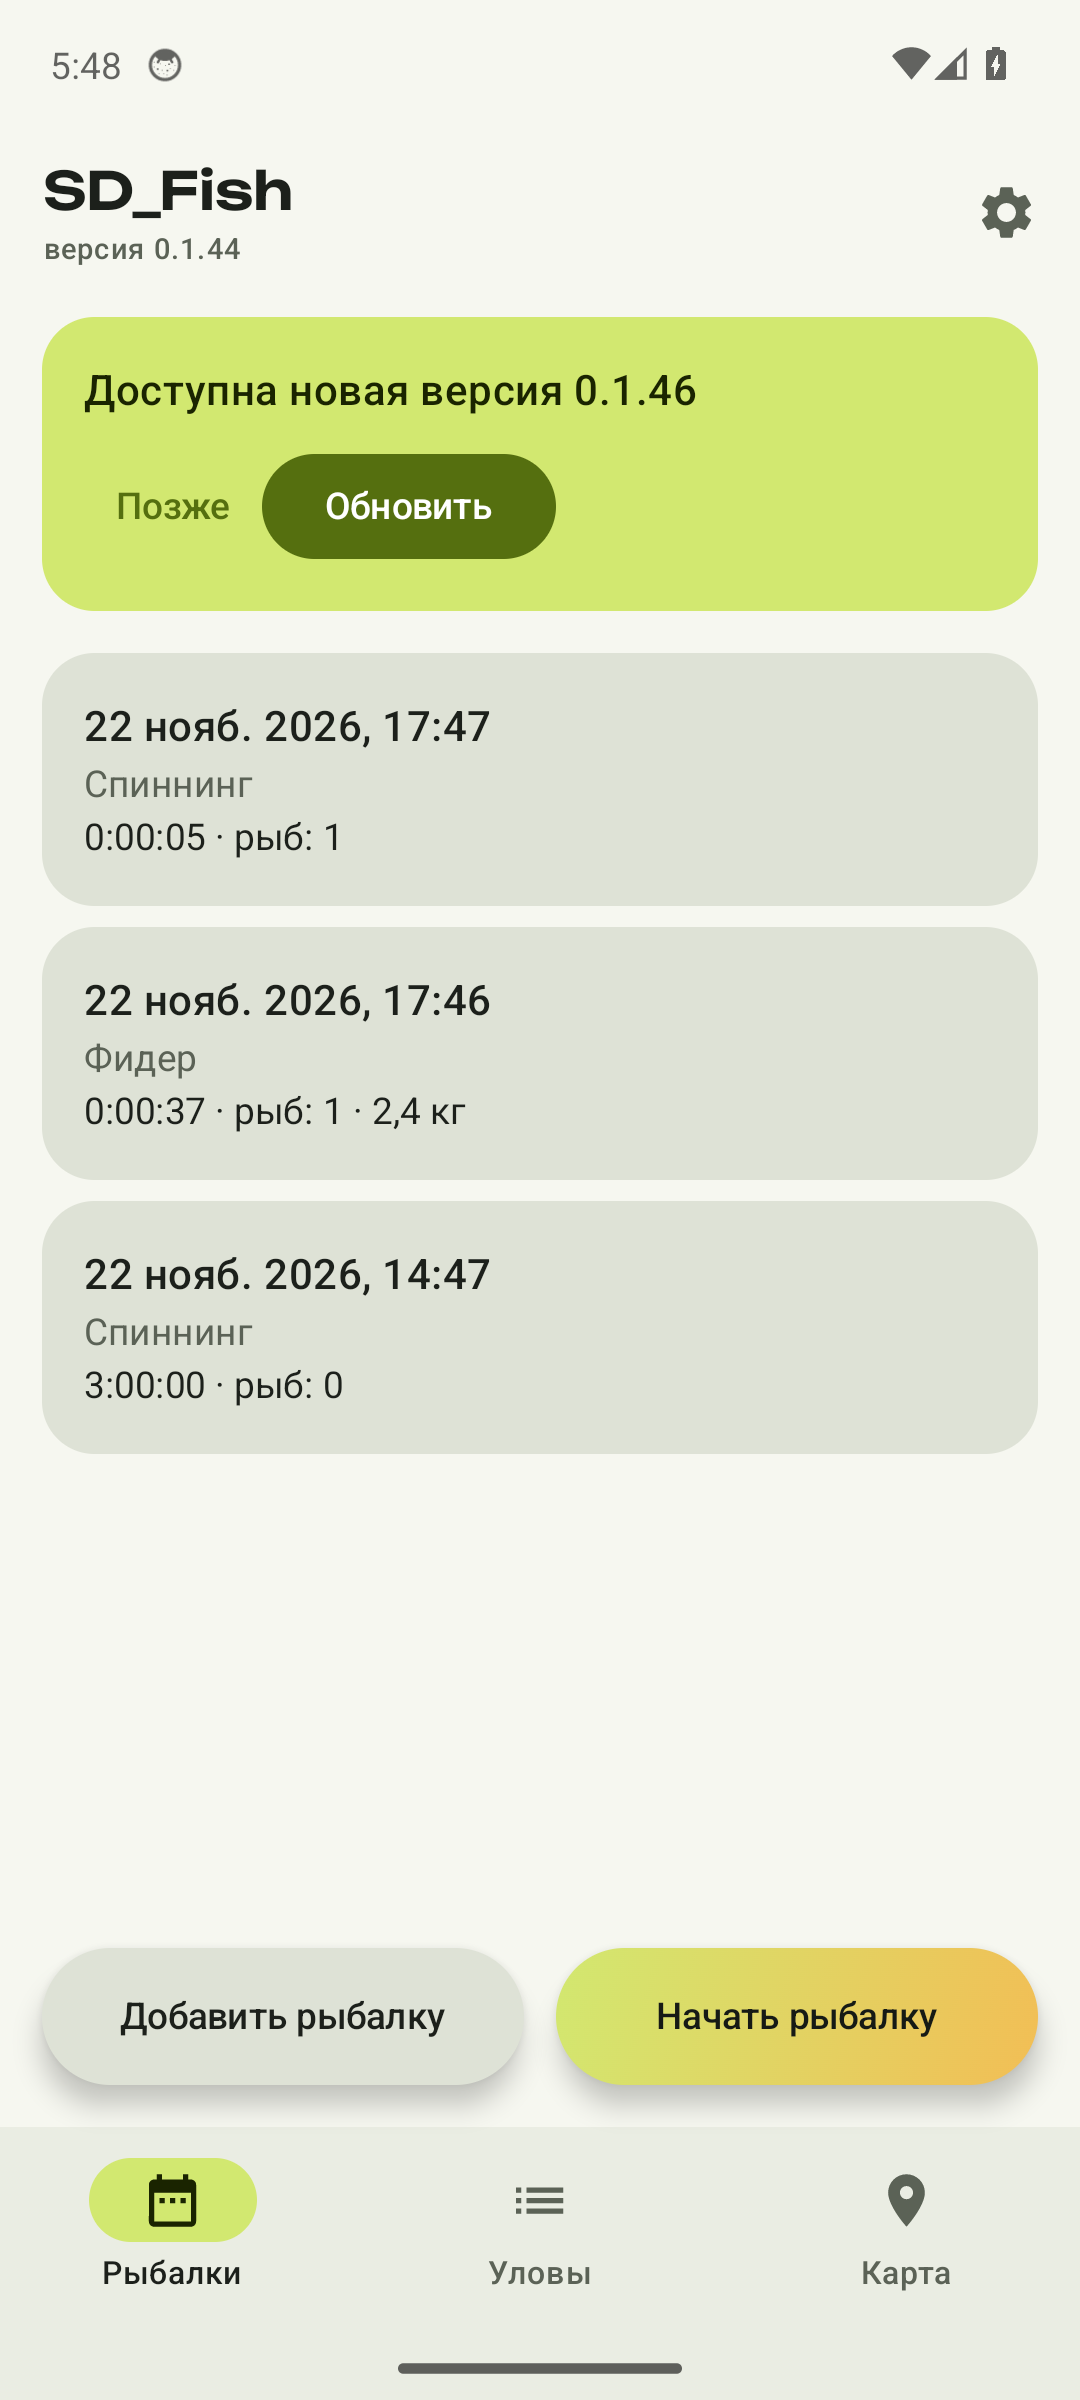 5:48
SD_Fish
версия 0.1.44
Доступна новая версия 0.1.46
Позже
Обновить
22 нояб. 2026, 17:47
Спиннинг
0:00:05 · рыб: 1
22 нояб. 2026, 17:46
Фидер
0:00:37 · рыб: 1 · 2,4 кг
22 нояб. 2026, 14:47
Спиннинг
3:00:00 · рыб: 0
Добавить рыбалку
Начать рыбалку
Рыбалки
Уловы
Карта